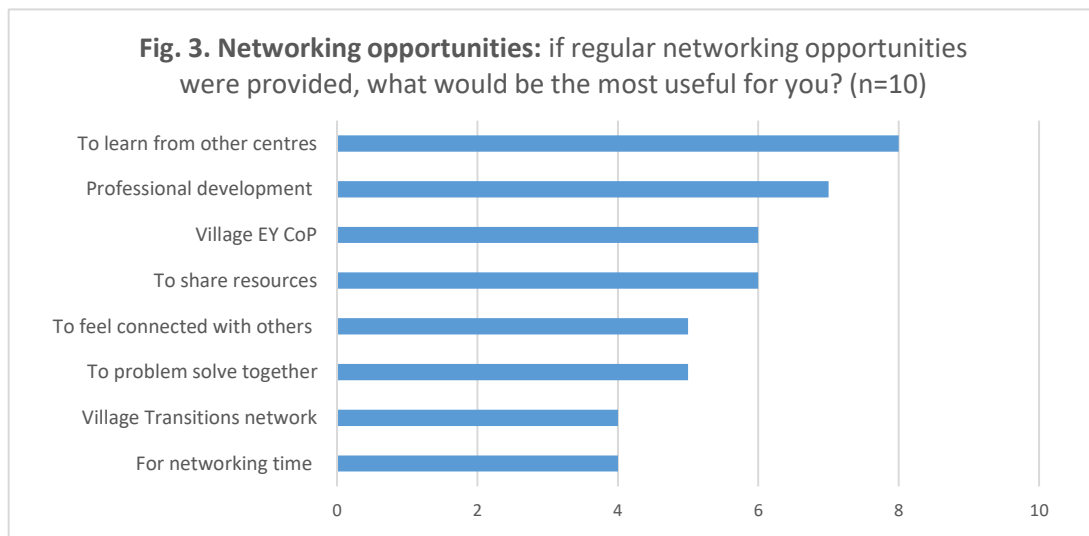 Fig. 3. Networking opportunities: if regular networking opportunities
were provided, what would be the most useful for you? (n=10)
To learn from other centres
Professional development
Village EY CoP
To share resources
To feel connected with others
To problem solve together
Village Transitions network
For networking time
0 2 4 6 8 10